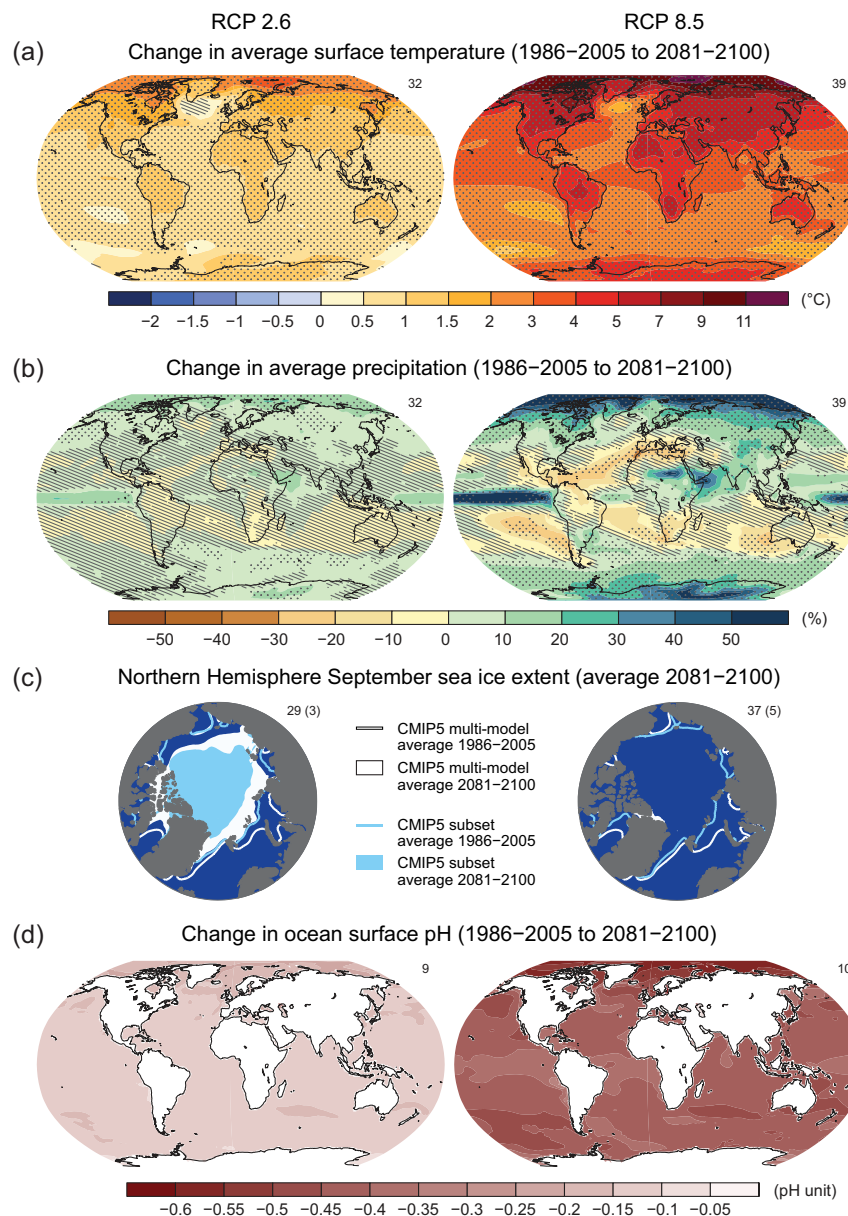 RCP 2.6 RCP 8.5
(a) Change in average surface temperature (1986−2005 to 2081−2100)
32 39
(°C)
−2 −1.5 −1 −0.5 0 0.5 1 1.5 2 3 4 5 7 9 11
(b) Change in average precipitation (1986−2005 to 2081−2100)
32 39
(%)
−50 −40 −30 −20 −10 0 10 20 30 40 50
(c) Northern Hemisphere September sea ice extent (average 2081−2100)
29 (3) 37 (5)
CMIP5 multi-model
average 1986−2005
CMIP5 multi-model
average 2081−2100
CMIP5 subset
average 1986−2005
CMIP5 subset
average 2081−2100
(d) Change in ocean surface pH (1986−2005 to 2081−2100)
9 10
(pH unit)
−0.6 −0.55 −0.5 −0.45 −0.4 −0.35 −0.3 −0.25 −0.2 −0.15 −0.1 −0.05